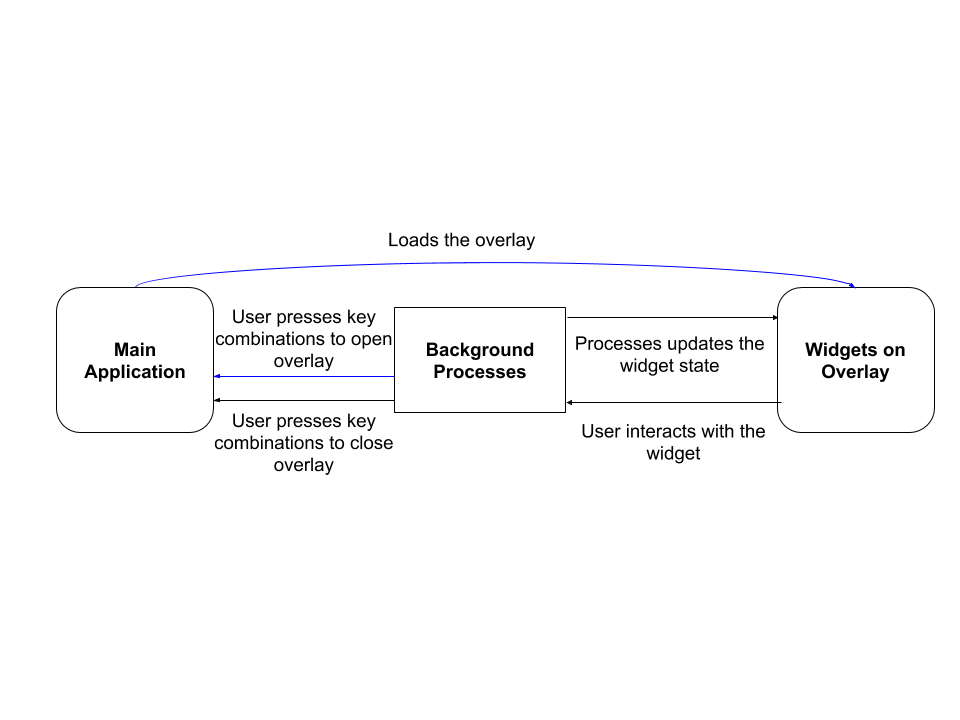 Loads the overlay
User presses key
combinations to open
overlay
Main
Application
Background
Processes
Processes updates the
widget state
Widgets on
Overlay
User presses key
combinations to close
overlay
User interacts with the
widget